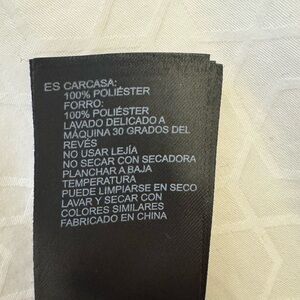 ES CARCASA:
100% POLIÉSTER
FORRO:
100% POLIÉSTER
LAVADO DELICADO A
MÁQUINA 30 GRADOS DEL
REVÉS
NO USAR LEJÍA
NO SECAR CON SECADORA
PLANCHAR A BAJA
TEMPERATURA
PUEDE LIMPIARSE EN SECO
LAVAR Y SECAR CON
COLORES SIMILARES
FABRICADO EN CHINA